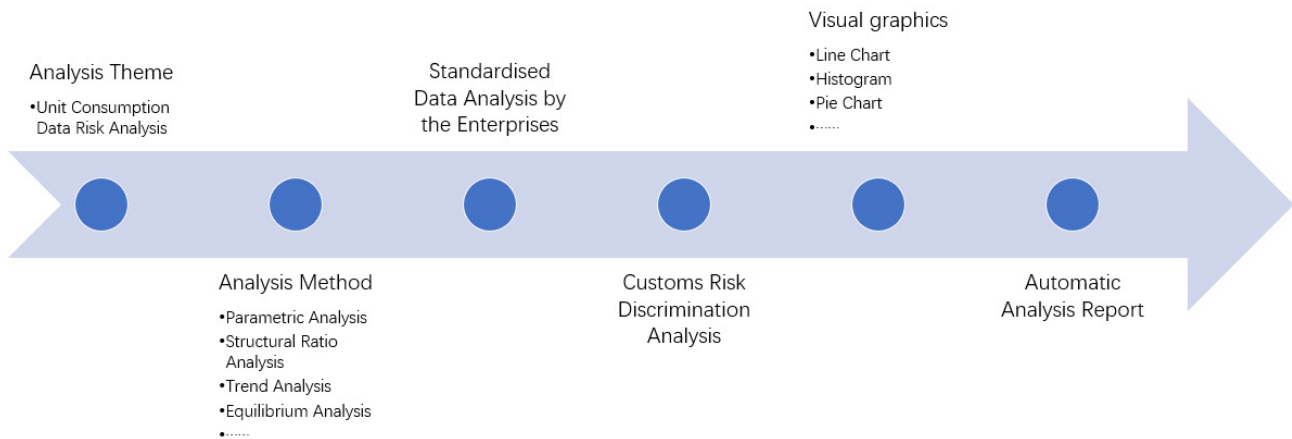 Analysis Theme
•Unit Consumption
Data Risk Analysis
Analysis Method
•Parametric Analysis
•Structural Ratio
Analysis
•Trend Analysis
•Equilibrium Analysis
•······
Standardised
Data Analysis by
the Enterprises
Customs Risk
Discrimination
Analysis
Visual graphics
•Line Chart
•Histogram
•Pie Chart
•······
Automatic
Analysis Report